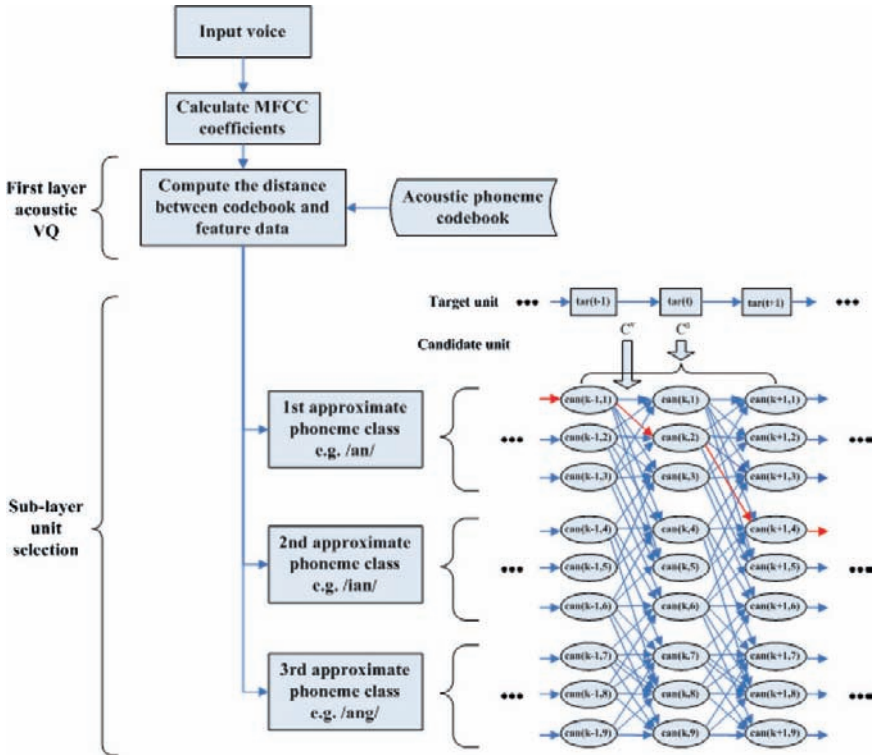 Input voice
Calculate MFCC
coefficients
First layer
acoustic
VQ
Compute the distance
between codebook and
feature data
Acoustic phoneme
codebook
Target unit
tar(t-1)
tar(t)
tar(t+1)
Candidate unit
Sub-layer
unit
selection
1st approximate
phoneme class
e.g. /an/
can(k-1,1) can(k,1) can(k+1,1)
can(k-1,2) can(k,2) can(k+1,2)
can(k-1,3) can(k,3) can(k+1,3)
2nd approximate
phoneme class
e.g. /ian/
can(k-1,4) can(k,4) can(k+1,4)
can(k-1,5) can(k,5) can(k+1,5)
can(k-1,6) can(k,6) can(k+1,6)
3rd approximate
phoneme class
e.g. /ang/
can(k-1,7) can(k,7) can(k+1,7)
can(k-1,8) can(k,8) can(k+1,8)
can(k-1,9) can(k,9) can(k+1,9)